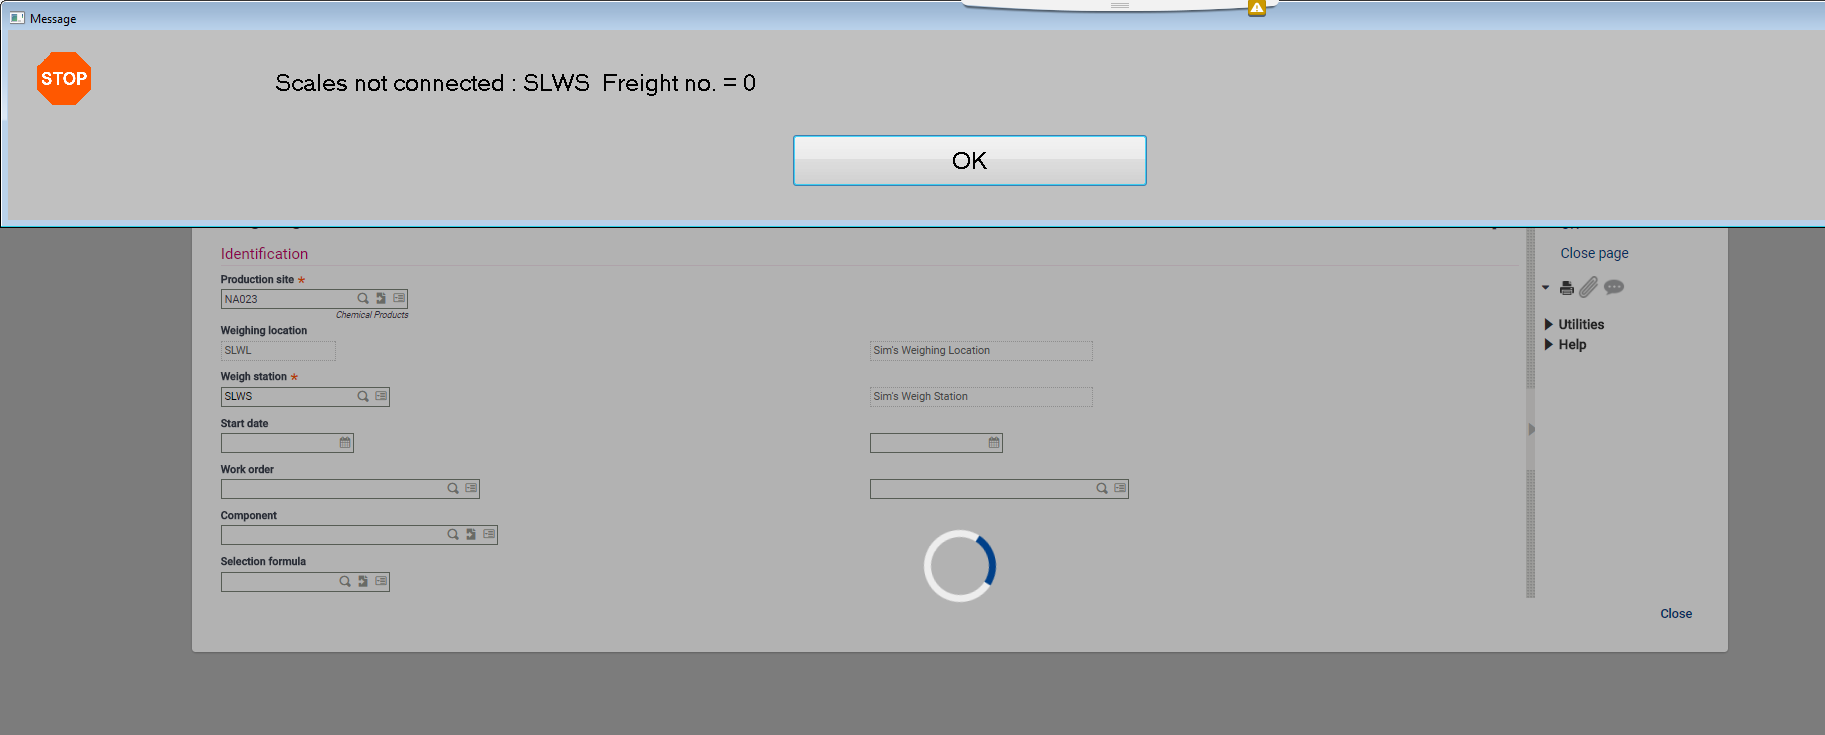 Message
STOP
Scales not connected : SLWS  Freight no. = 0
OK
Identification
Close page
Production site *
NA023
Chemical Products
Weighing location
Utilities
SLWL
Sim's Weighing Location
Help
Weigh station *
SLWS
Sim's Weigh Station
Start date
Work order
Component
Selection formula
Close